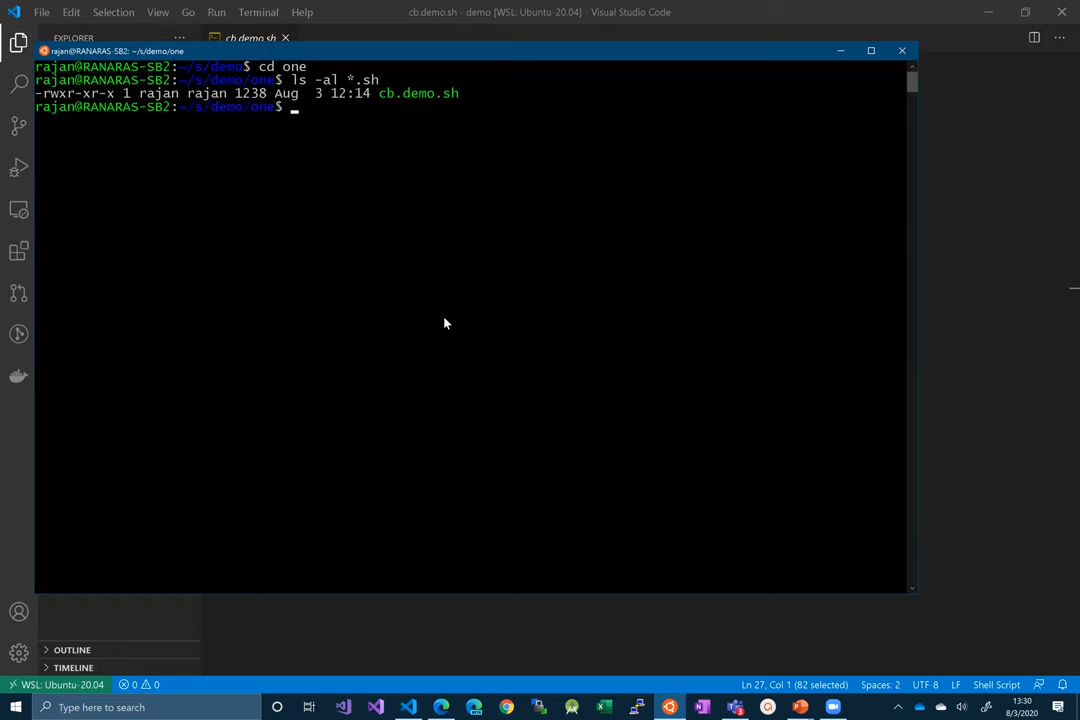 File Edit Selection View Go Run Terminal Help
cb.demo.sh - demo [WSL: Ubuntu-20.04] - Visual Studio Code
EXPLORER ··· cb.demo.sh
rajan@RANARAS-SB2: ~/s/demo/one
rajan@RANARAS-SB2:~/s/demo$ cd one
rajan@RANARAS-SB2:~/s/demo/one$ ls -al *.sh
-rwxr-xr-x 1 rajan rajan 1238 Aug  3 12:14 cb.demo.sh
rajan@RANARAS-SB2:~/s/demo/one$
OUTLINE
TIMELINE
WSL: Ubuntu-20.04 0 0 Ln 27, Col 1 (82 selected) Spaces: 2 UTF-8 LF Shell Script
Type here to search
13:30
8/3/2020